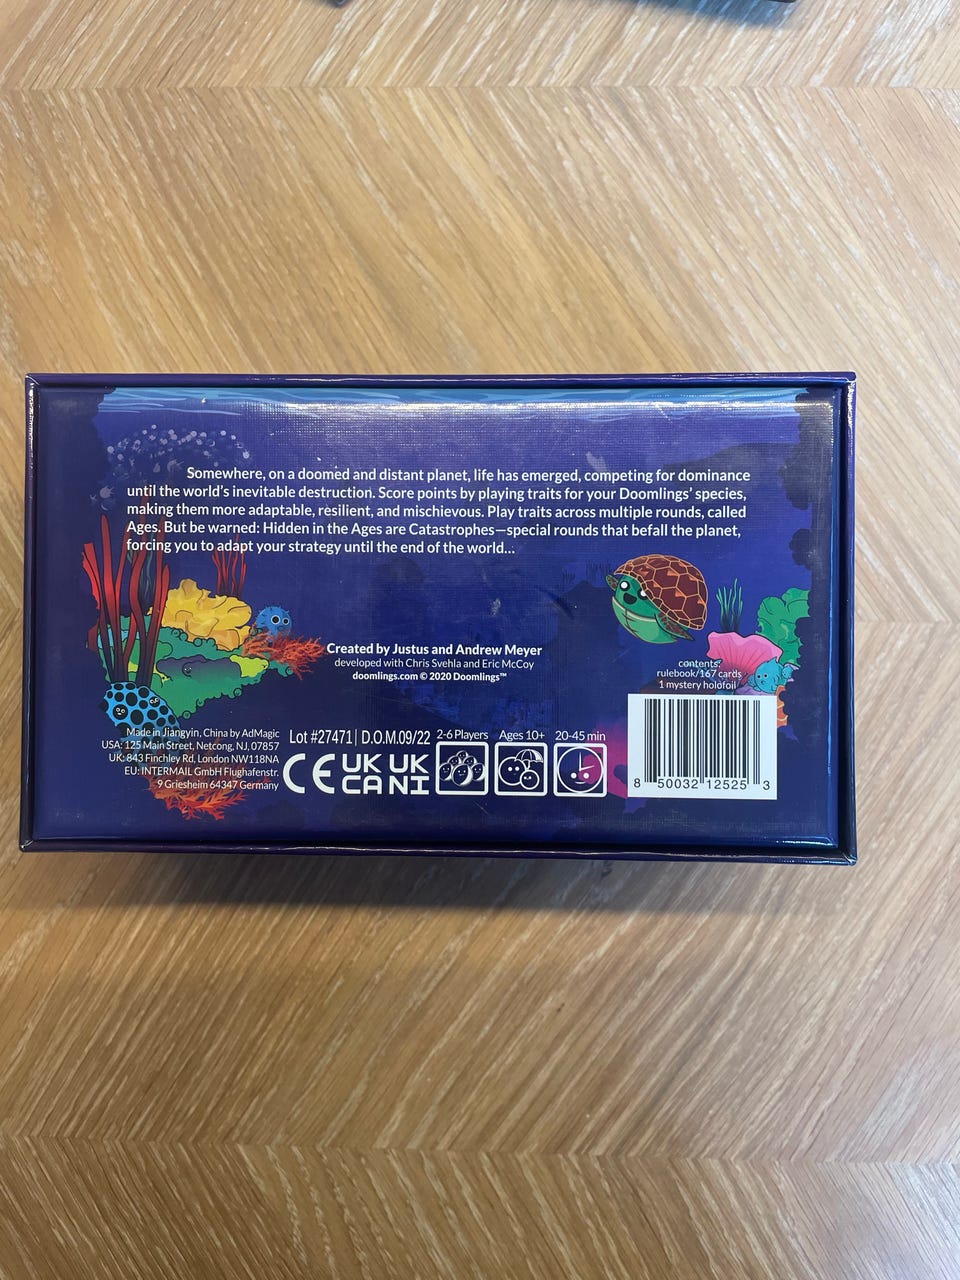 Somewhere, on a doomed and distant planet, life has emerged, competing for dominance
until the world's inevitable destruction. Score points by playing traits for your Doomlings' species,
making them more adaptable, resilient, and mischievous. Play traits across multiple rounds, called
Ages. But be warned: Hidden in the Ages are Catastrophes—special rounds that befall the planet,
forcing you to adapt your strategy until the end of the world...
Created by Justus and Andrew Meyer
developed with Chris Svehla and Eric McCoy
doomlings.com © 2020 Doomlings™
contents:
rulebook/167 cards
1 mystery holofoil
Made in Jiangyin, China by AdMagic
USA: 125 Main Street, Netcong, NJ, 07857
UK: 843 Finchley Rd, London NW118NA
EU: INTERMAIL GmbH Flughafenstr.
9 Griesheim 64347 Germany
Lot #27471 | D.O.M.09/22
CE
UK
CA
UK
NI
2-6 Players
Ages 10+
20-45 min
8 50032 12525 3